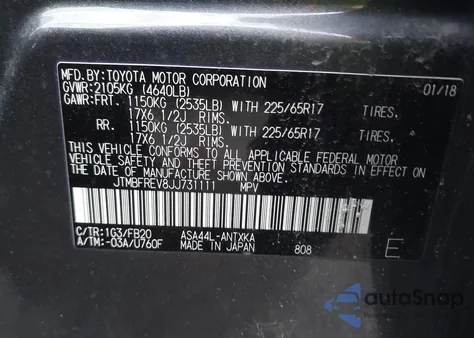 MFD.BY:TOYOTA MOTOR CORPORATION 01/18
GVWR:2105KG (4640LB)
GAWR:FRT. 1150KG (2535LB) WITH 225/65R17 TIRES,
17X6 1/2J RIMS.
RR. 1150KG (2535LB) WITH 225/65R17 TIRES,
17X6 1/2J RIMS.
THIS VEHICLE CONFORMS TO ALL APPLICABLE FEDERAL MOTOR
VEHICLE SAFETY AND THEFT PREVENTION STANDARDS IN EFFECT
ON THE DATE OF MANUFACTURE SHOWN ABOVE.
JTMBFREV8JJ731111 MPV
C/TR:1G3/FB20 ASA44L-ANTXKA
A/TM:-03A/U760F MADE IN JAPAN 808 E
autoSnap
POWERED BY